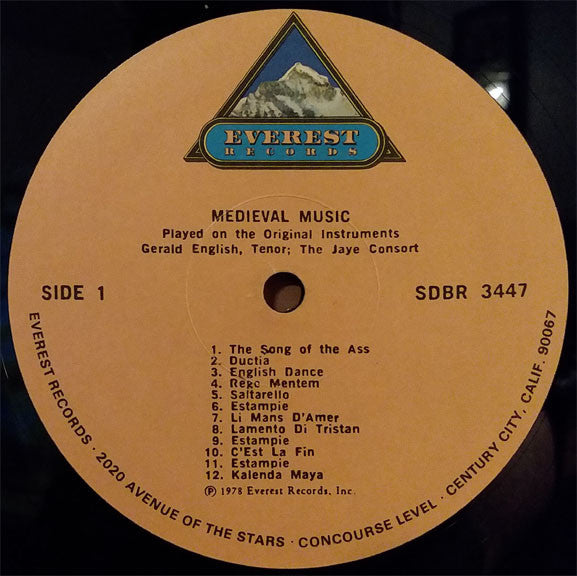 EVEREST
RECORDS
MEDIEVAL MUSIC
Played on the Original Instruments
Gerald English, Tenor; The Jaye Consort
SIDE 1
SDBR 3447
1. The Song of the Ass
2. Ductia
3. English Dance
4. Rege Mentem
5. Saltarello
6. Estampie
7. Li Mans D'Amer
8. Lamento Di Tristan
9. Estampie
10. C'Est La Fin
11. Estampie
12. Kalenda Maya
℗ 1978 Everest Records, Inc.
EVEREST RECORDS · 2020 AVENUE OF THE STARS · CONCOURSE LEVEL · CENTURY CITY, CALIF. 90067